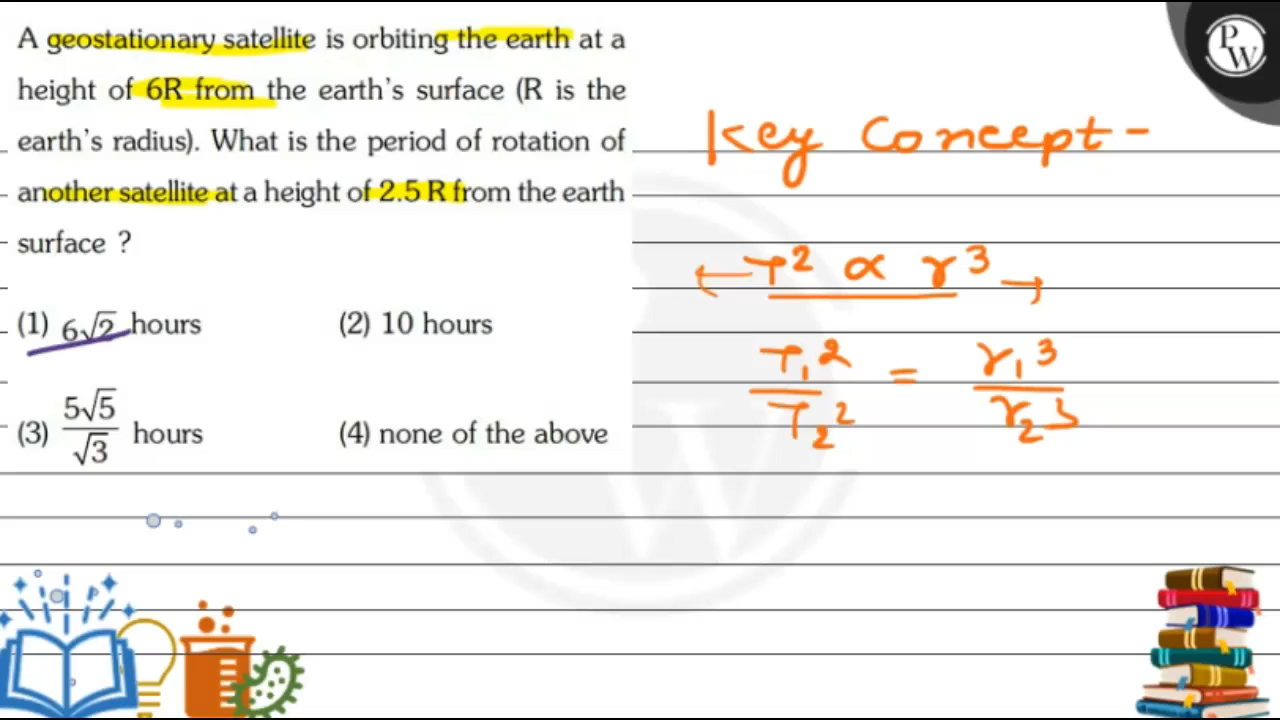 A geostationary satellite is orbiting the earth at a
height of 6R from the earth's surface (R is the
earth's radius). What is the period of rotation of
another satellite at a height of 2.5 R from the earth
surface ?
(1) 6√2 hours
(2) 10 hours
(3) 5√5/√3 hours
(4) none of the above
PW
Key Concept -
← T² ∝ r³ →
T₁²/T₂² = r₁³/r₂³